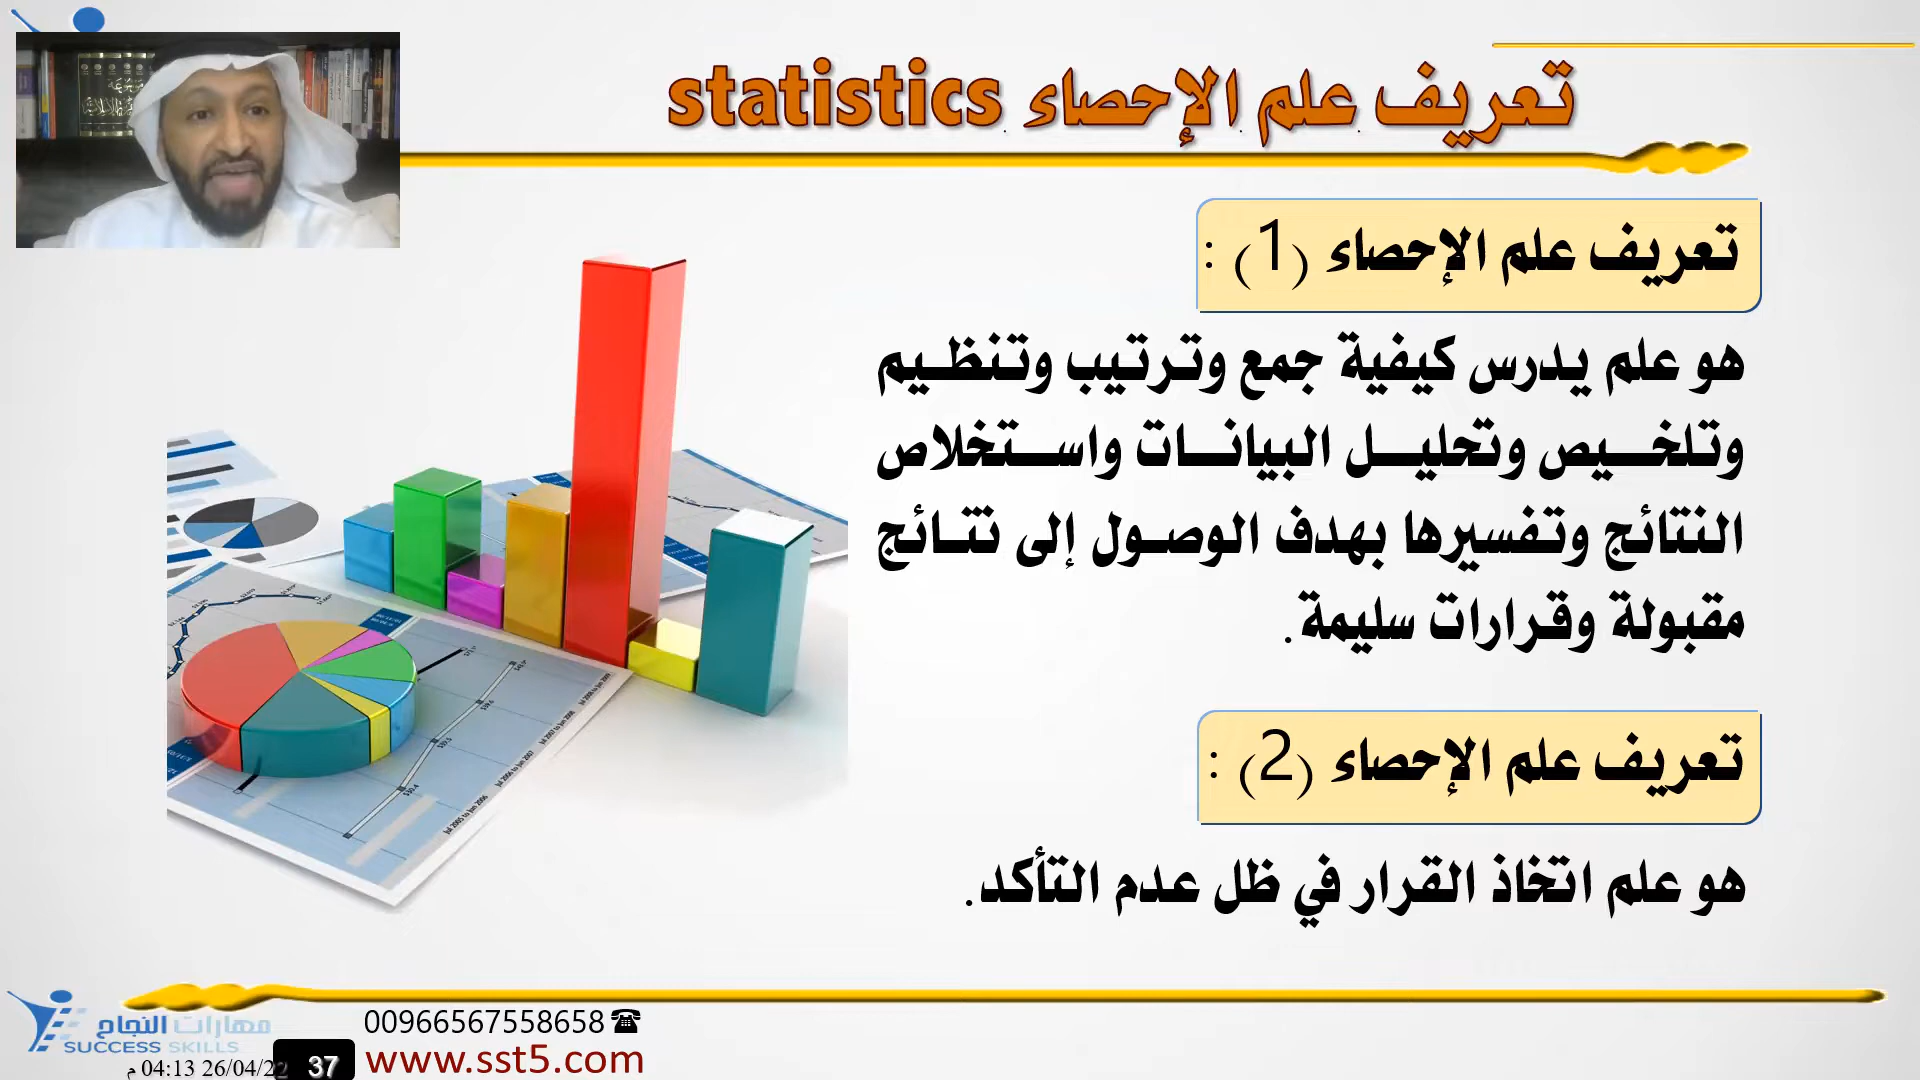 تعريف علم الإحصاء statistics
تعريف علم الإحصاء (1) :
هو علم يدرس كيفية جمع وترتيب وتنظيم
وتلخيص وتحليل البيانات واستخلاص
النتائج وتفسيرها بهدف الوصول إلى نتائج
مقبولة وقرارات سليمة.
تعريف علم الإحصاء (2) :
هو علم اتخاذ القرار في ظل عدم التأكد.
مهارات النجاح
SUCCESS SKILLS
00966567558658 ☎
www.sst5.com
37
26/04/22 04:13 م